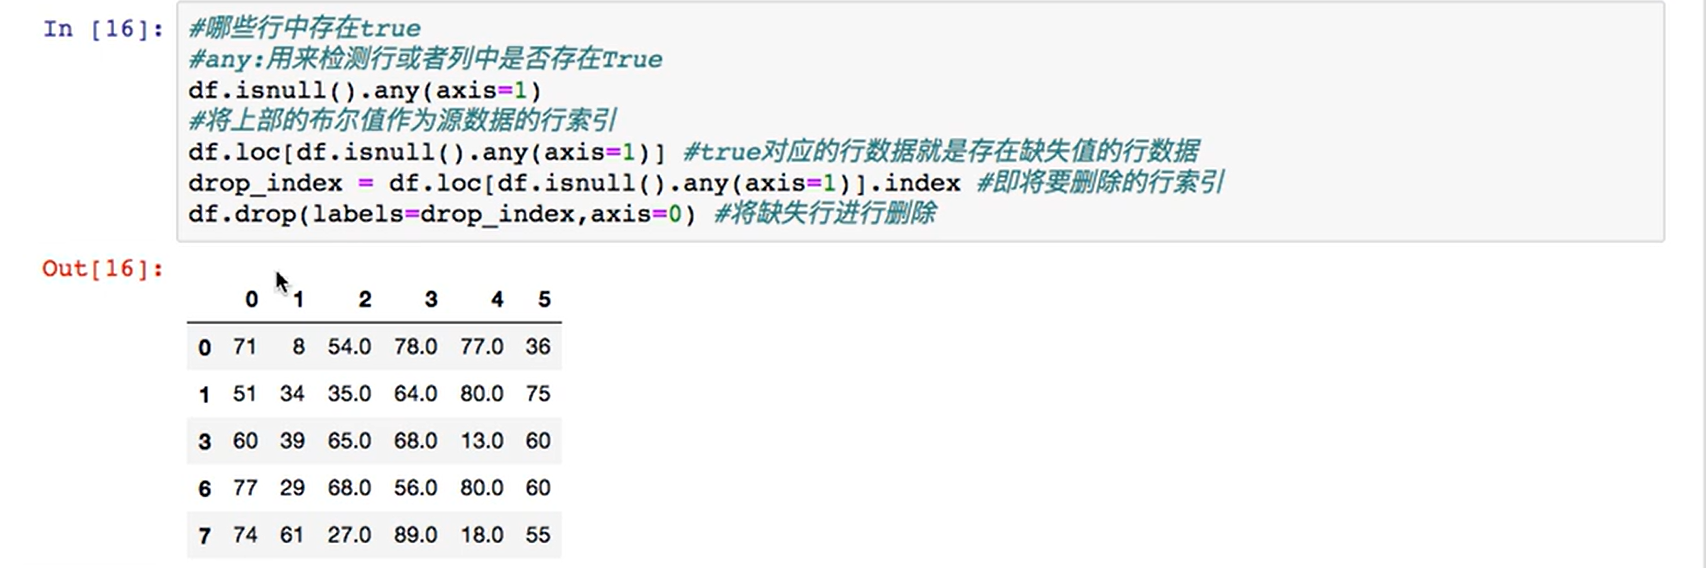 In [16]:
#哪些行中存在true
#any:用来检测行或者列中是否存在True
df.isnull().any(axis=1)
#将上部的布尔值作为源数据的行索引
df.loc[df.isnull().any(axis=1)] #true对应的行数据就是存在缺失值的行数据
drop_index = df.loc[df.isnull().any(axis=1)].index #即将要删除的行索引
df.drop(labels=drop_index,axis=0) #将缺失行进行删除
Out[16]:
0 1 2 3 4 5
0 71 8 54.0 78.0 77.0 36
1 51 34 35.0 64.0 80.0 75
3 60 39 65.0 68.0 13.0 60
6 77 29 68.0 56.0 80.0 60
7 74 61 27.0 89.0 18.0 55